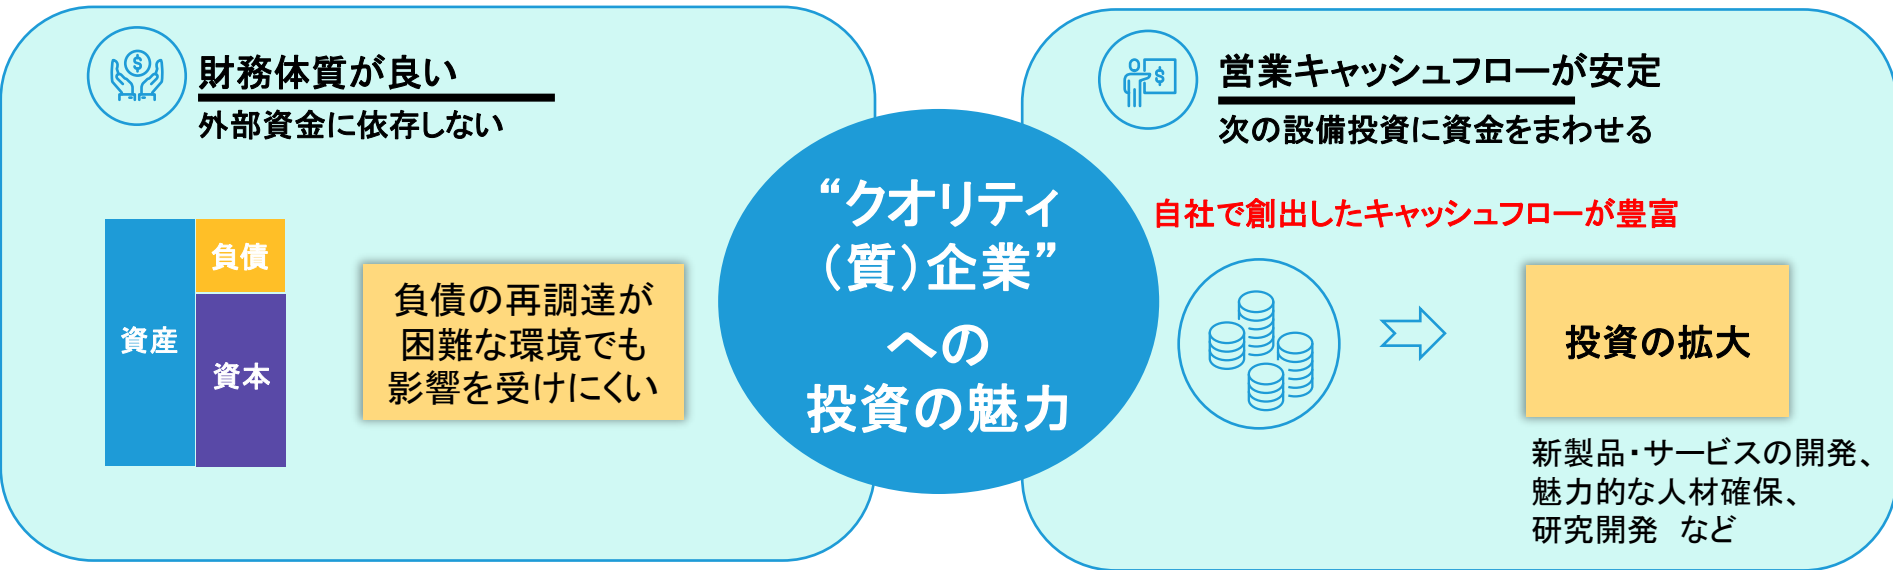 財務体質が良い
外部資金に依存しない
資産
負債
資本
負債の再調達が
困難な環境でも
影響を受けにくい
“クオリティ
（質）企業”
への
投資の魅力
営業キャッシュフローが安定
次の設備投資に資金をまわせる
自社で創出したキャッシュフローが豊富
投資の拡大
新製品・サービスの開発、
魅力的な人材確保、
研究開発　など